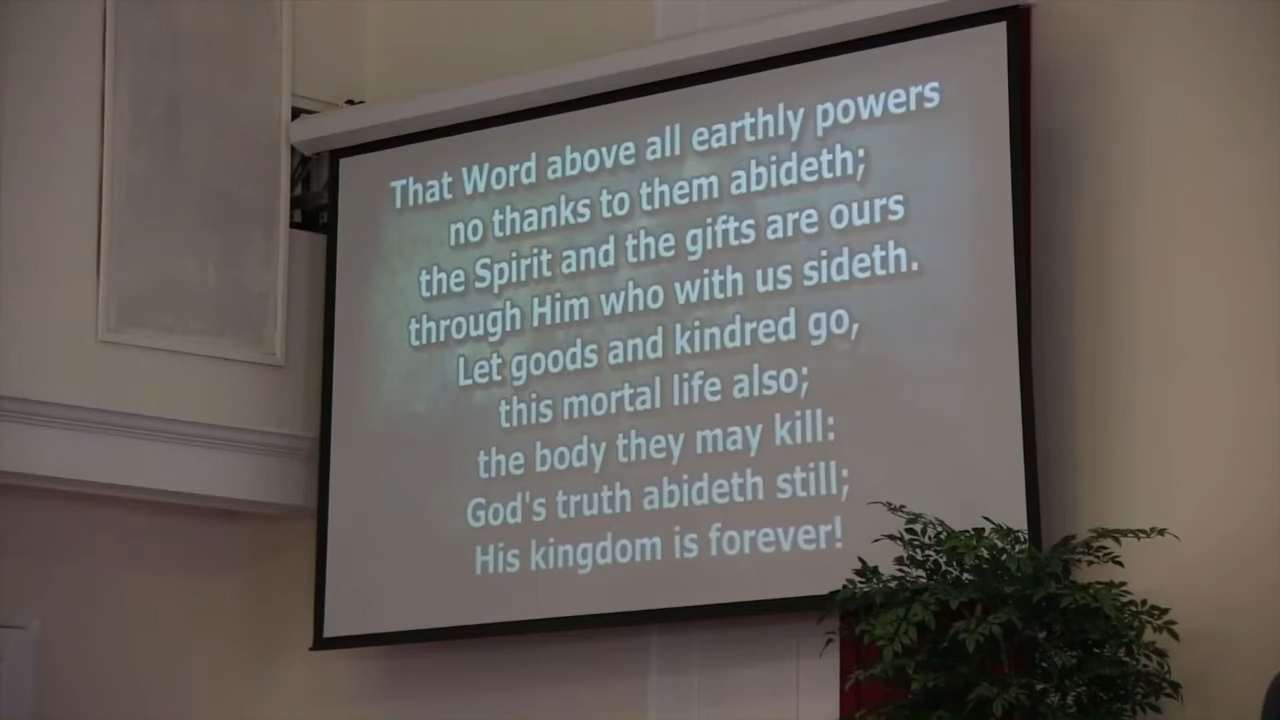 That Word above all earthly powers
no thanks to them abideth;
the Spirit and the gifts are ours
through Him who with us sideth.
Let goods and kindred go,
this mortal life also;
the body they may kill:
God's truth abideth still;
His kingdom is forever!